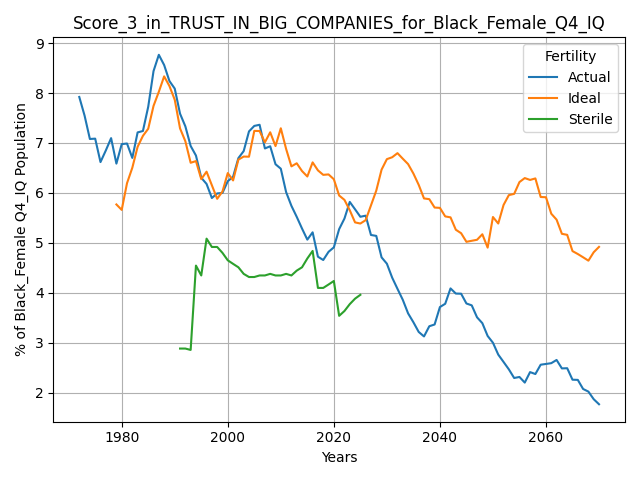 Score_3_in_TRUST_IN_BIG_COMPANIES_for_Black_Female_Q4_IQ
Fertility
Actual
Ideal
Sterile
% of Black_Female Q4_IQ Population
9
8
7
6
5
4
3
2
1980
2000
2020
2040
2060
Years